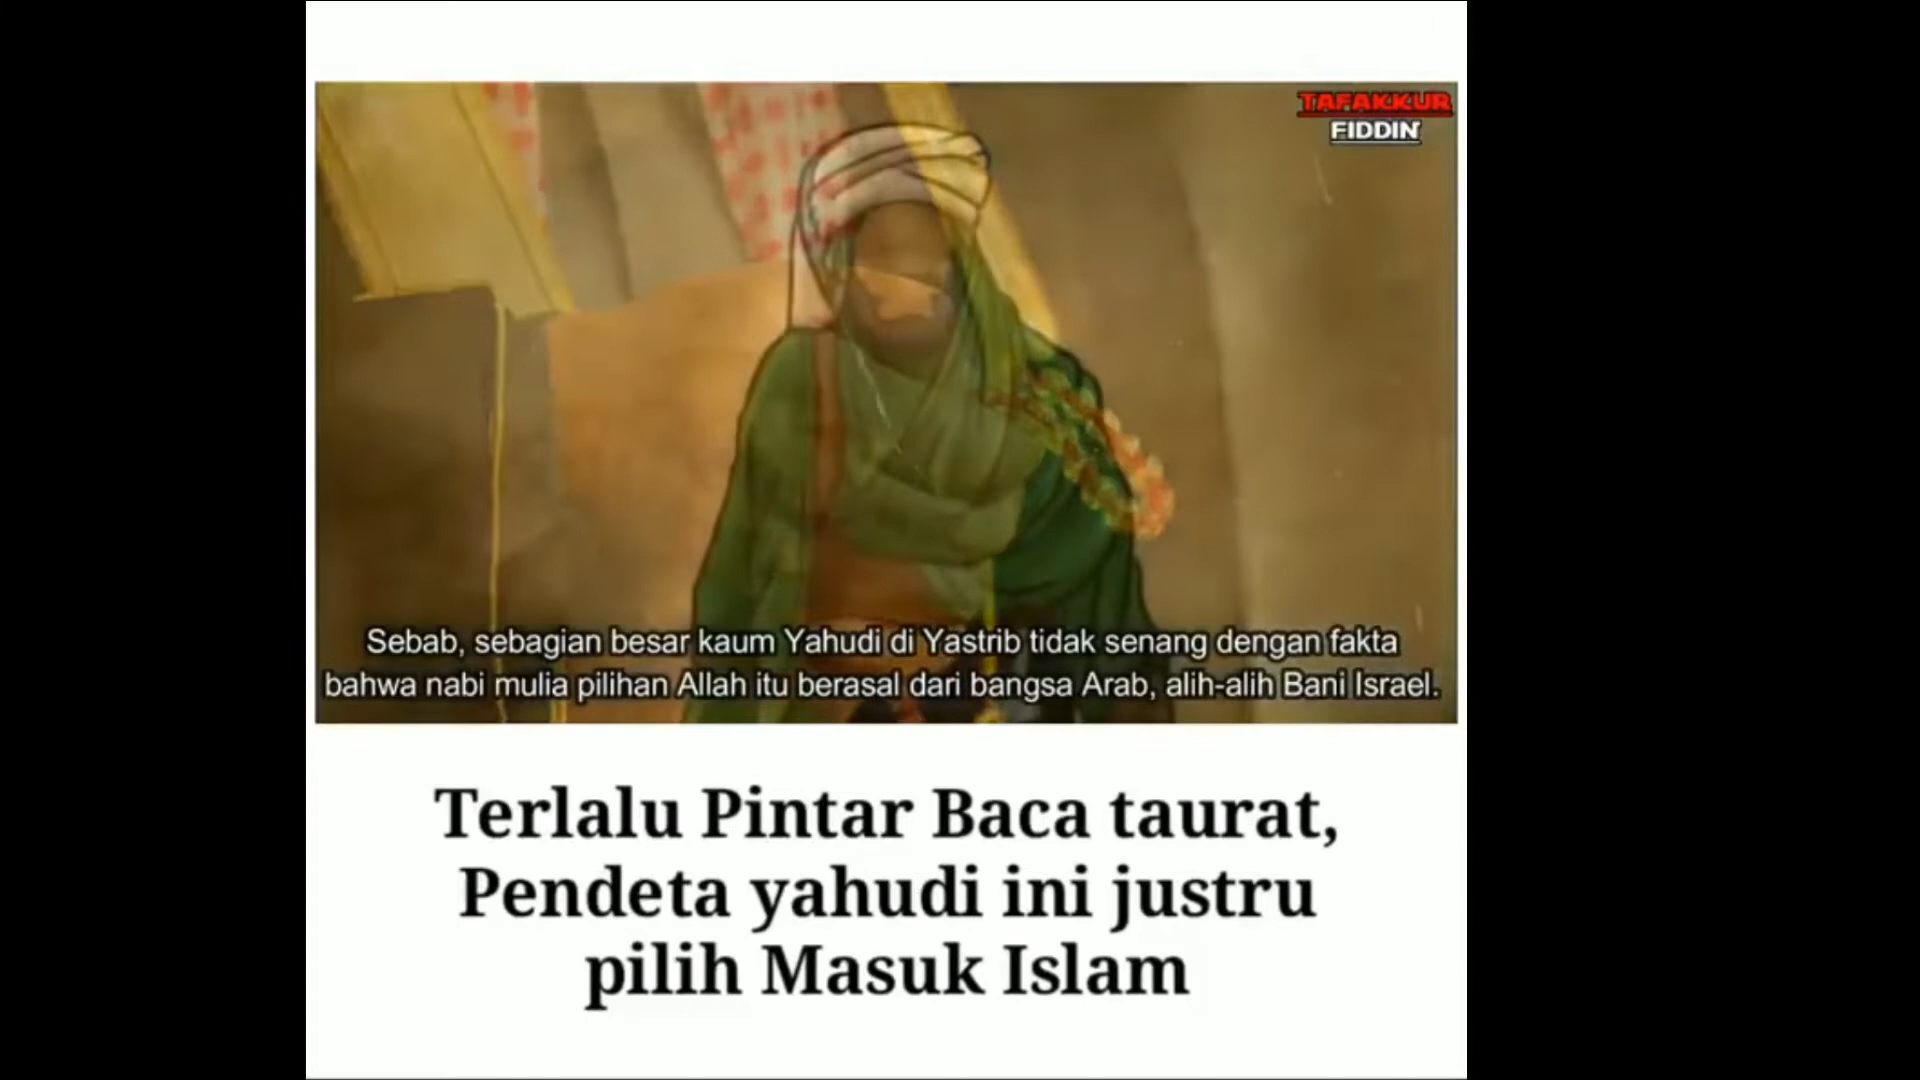 TAFAKKUR
FIDDIN
Sebab, sebagian besar kaum Yahudi di Yastrib tidak senang dengan fakta
bahwa nabi mulia pilihan Allah itu berasal dari bangsa Arab, alih-alih Bani Israel.
Terlalu Pintar Baca taurat,
Pendeta yahudi ini justru
pilih Masuk Islam